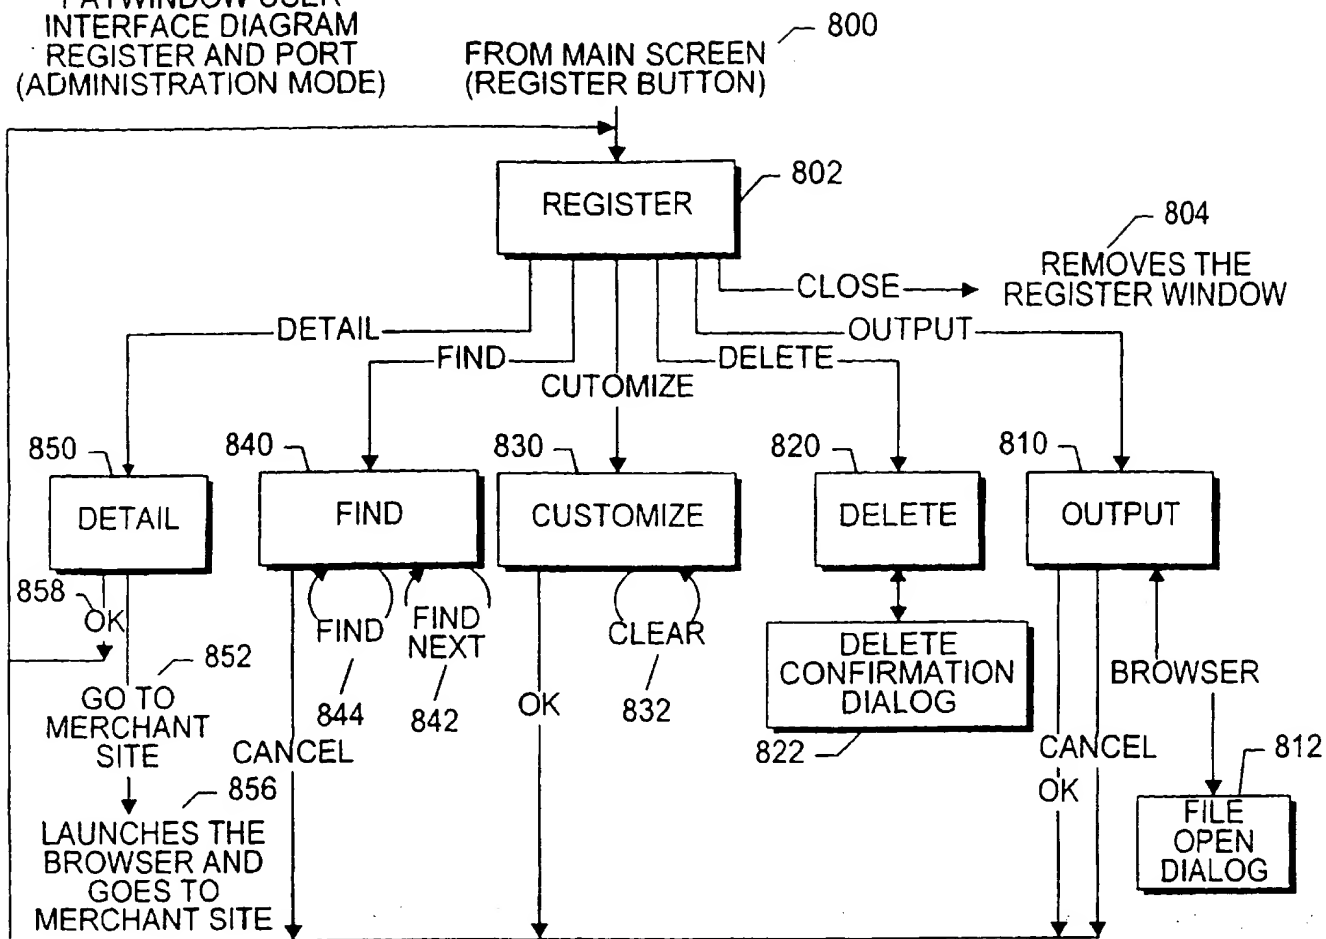 INTERFACE DIAGRAM
REGISTER AND PORT
(ADMINISTRATION MODE)
800
FROM MAIN SCREEN
(REGISTER BUTTON)
REGISTER
802
804
REMOVES THE
REGISTER WINDOW
CLOSE
DETAIL
OUTPUT
FIND
DELETE
CUTOMIZE
850
840
830
820
810
DETAIL
FIND
CUSTOMIZE
DELETE
OUTPUT
858
OK
FIND
FIND
NEXT
CLEAR
DELETE
CONFIRMATION
DIALOG
BROWSER
852
GO TO
MERCHANT
SITE
844
842
OK
832
822
CANCEL
CANCEL
OK
812
856
FILE
OPEN
DIALOG
LAUNCHES THE
BROWSER AND
GOES TO
MERCHANT SITE